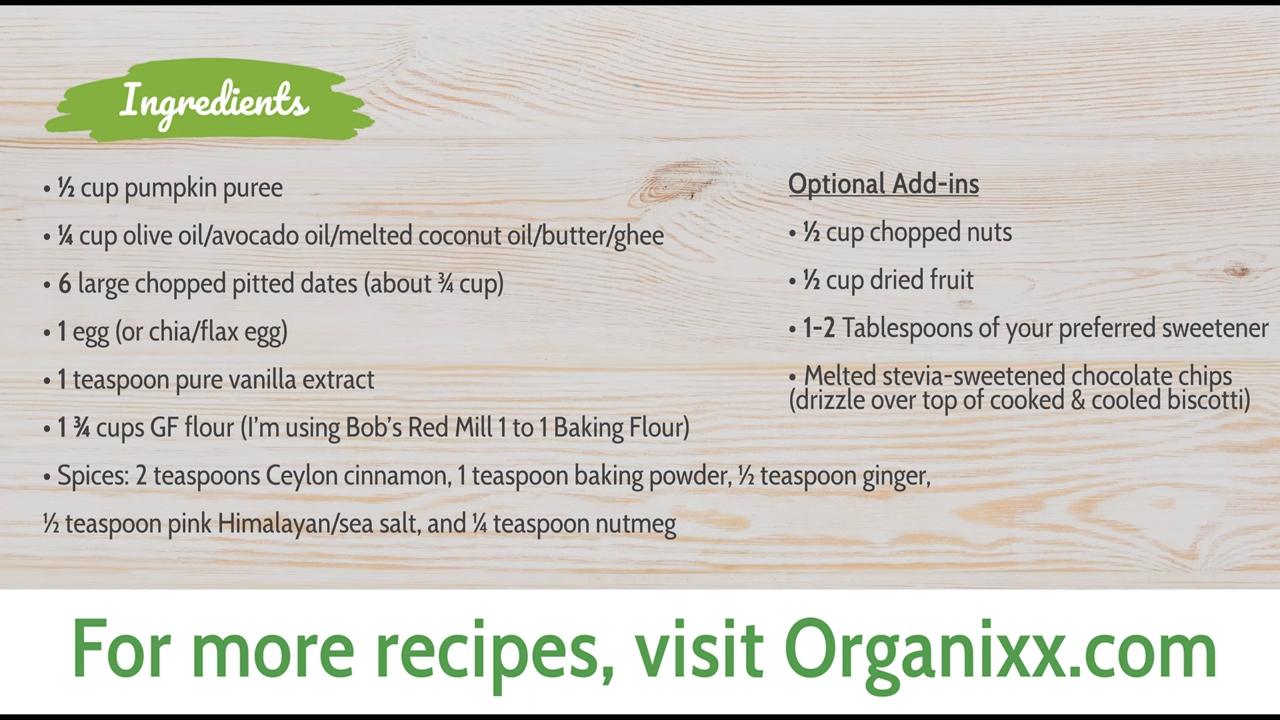 Ingredients
• ½ cup pumpkin puree
• ¼ cup olive oil/avocado oil/melted coconut oil/butter/ghee
• 6 large chopped pitted dates (about ¾ cup)
• 1 egg (or chia/flax egg)
• 1 teaspoon pure vanilla extract
• 1 ¾ cups GF flour (I'm using Bob's Red Mill 1 to 1 Baking Flour)
• Spices: 2 teaspoons Ceylon cinnamon, 1 teaspoon baking powder, ½ teaspoon ginger,
½ teaspoon pink Himalayan/sea salt, and ¼ teaspoon nutmeg
Optional Add-ins
• ½ cup chopped nuts
• ½ cup dried fruit
• 1-2 Tablespoons of your preferred sweetener
• Melted stevia-sweetened chocolate chips
(drizzle over top of cooked & cooled biscotti)
For more recipes, visit Organixx.com